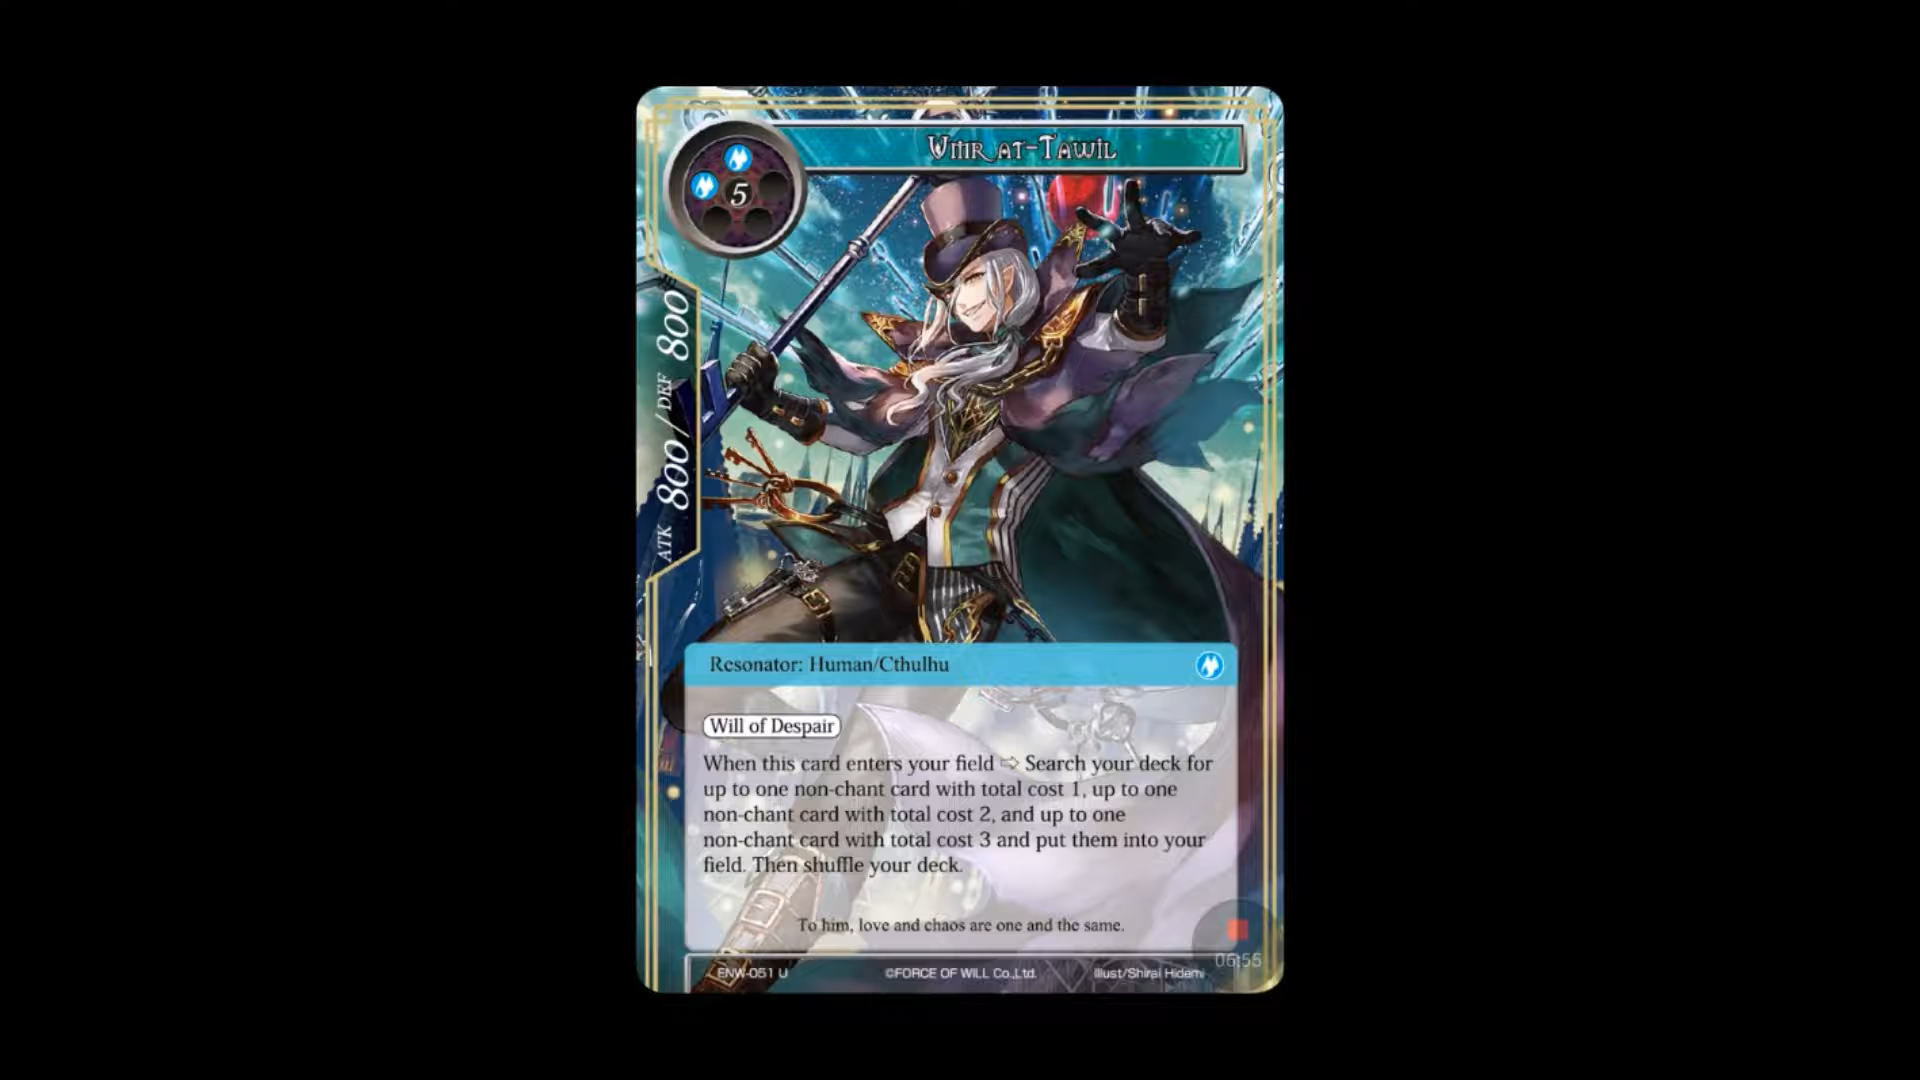 Umr at-Tawil
5
ATK 800 / DEF 800
Resonator: Human/Cthulhu
Will of Despair
When this card enters your field ⇨ Search your deck for
up to one non-chant card with total cost 1, up to one
non-chant card with total cost 2, and up to one
non-chant card with total cost 3 and put them into your
field. Then shuffle your deck.
To him, love and chaos are one and the same.
ENW-051 U
©FORCE OF WILL Co.,Ltd.
Illust/Shirai Hidemi
06:55